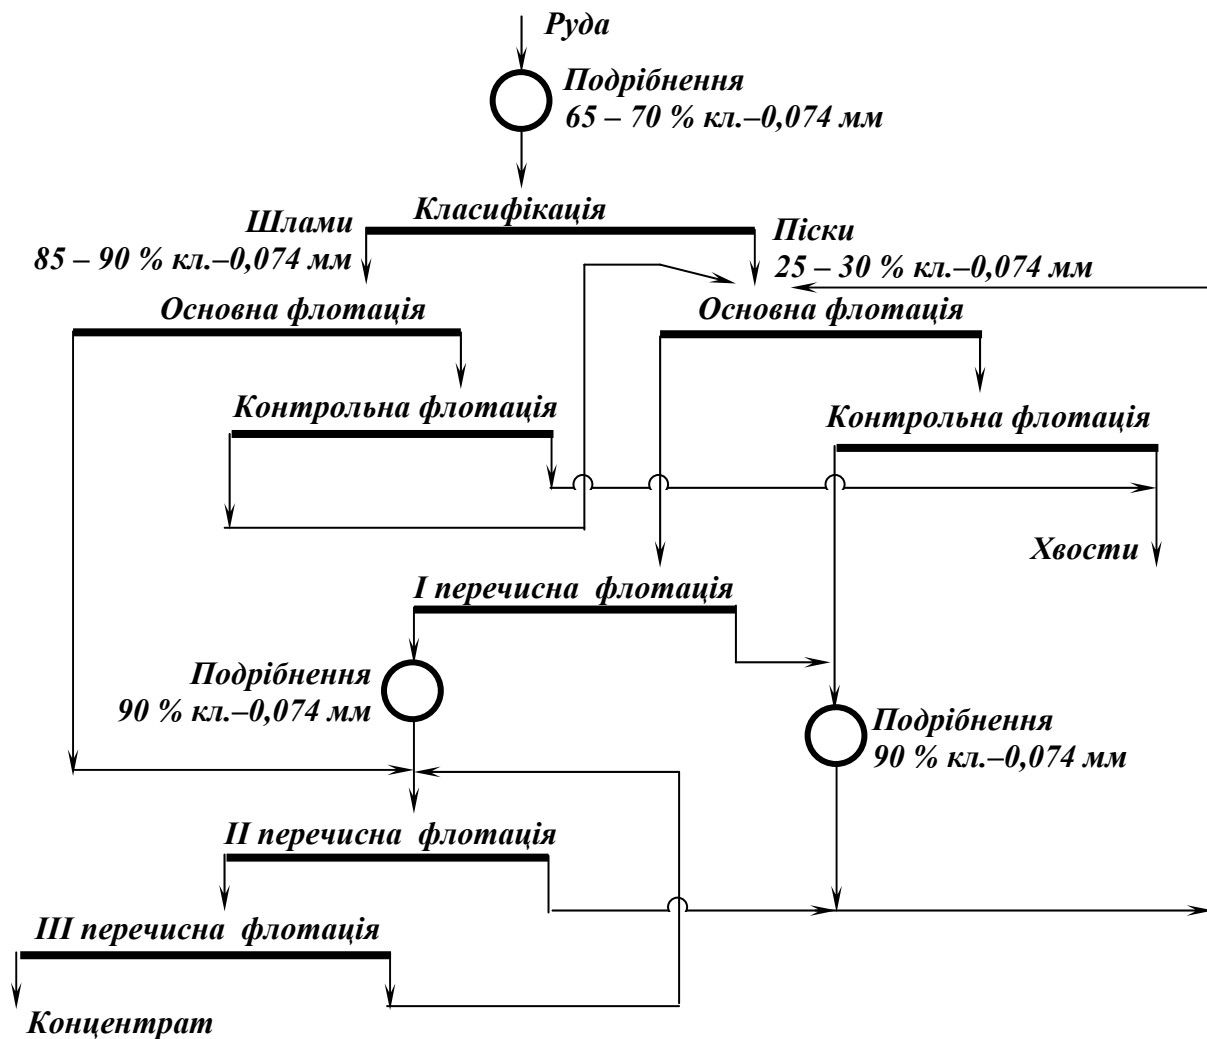 Руда
Подрібнення
65 – 70 % кл.–0,074 мм
Класифікація
Шлами
85 – 90 % кл.–0,074 мм
Піски
25 – 30 % кл.–0,074 мм
Основна флотація
Основна флотація
Контрольна флотація
Контрольна флотація
Хвости
І перечисна флотація
Подрібнення
90 % кл.–0,074 мм
Подрібнення
90 % кл.–0,074 мм
ІІ перечисна флотація
ІІІ перечисна флотація
Концентрат